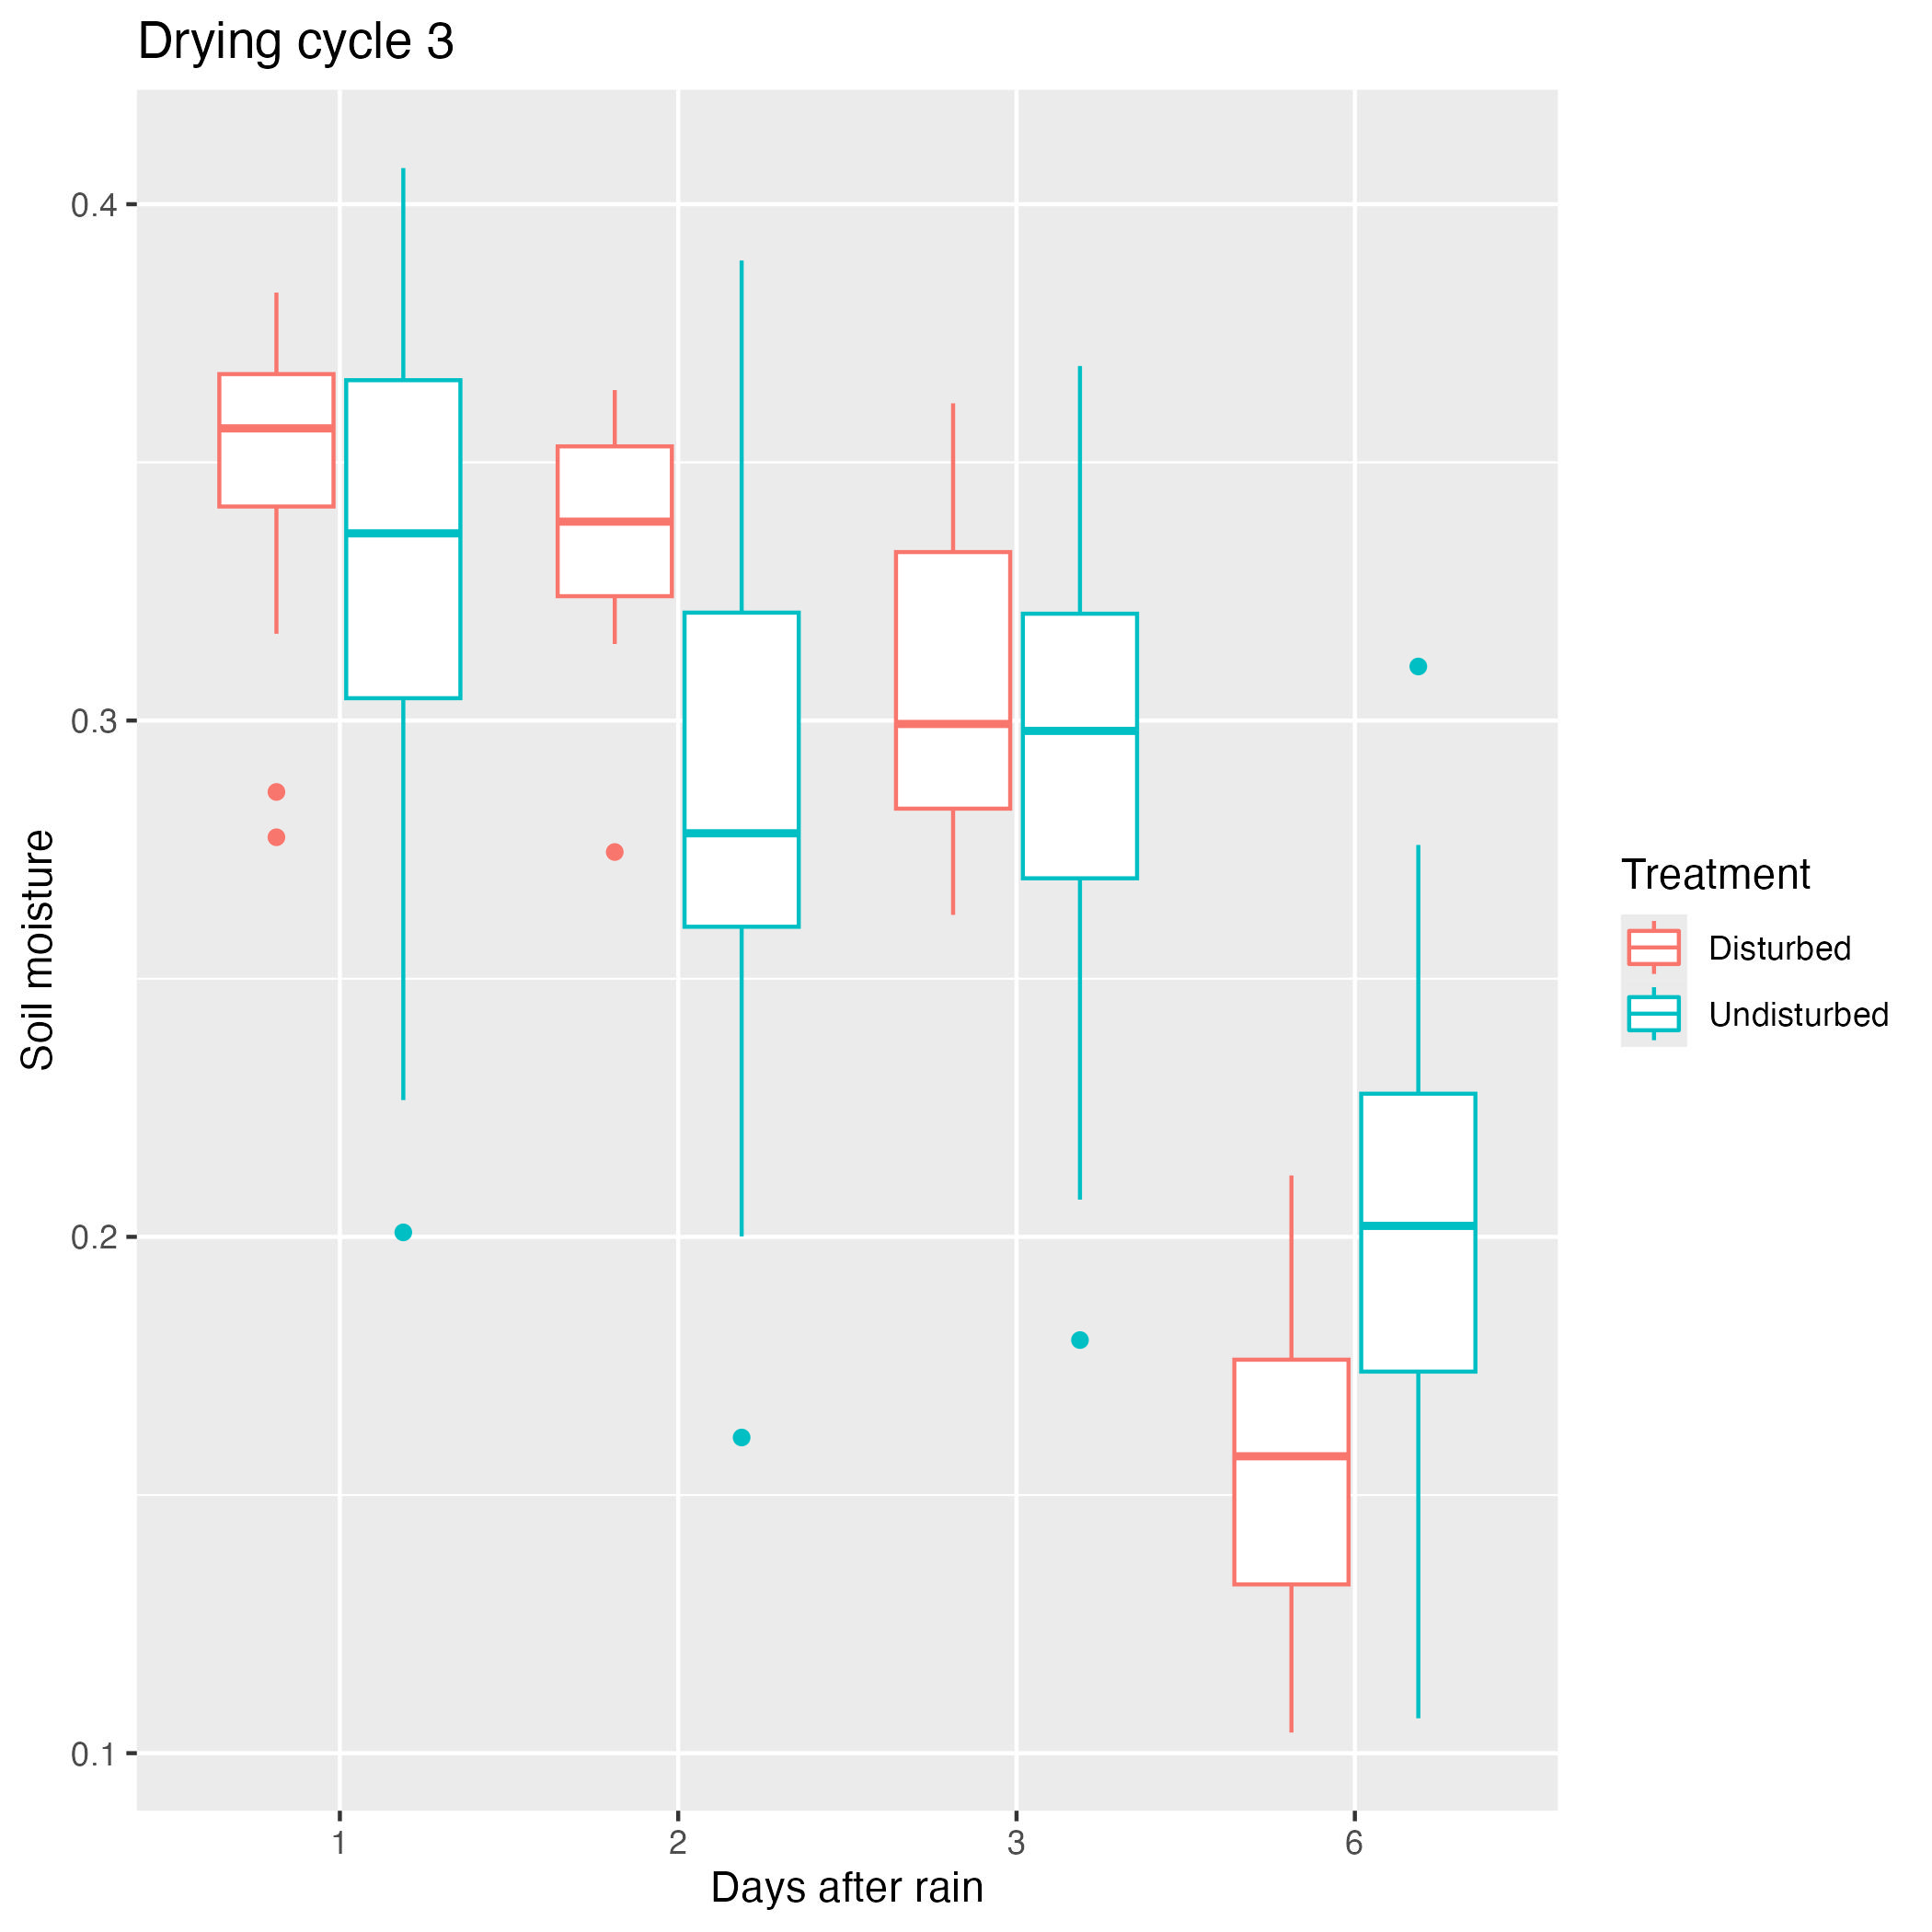 Drying cycle 3
0.4
0.3
0.2
0.1
Soil moisture
1 2 3 6
Days after rain
Treatment
Disturbed
Undisturbed